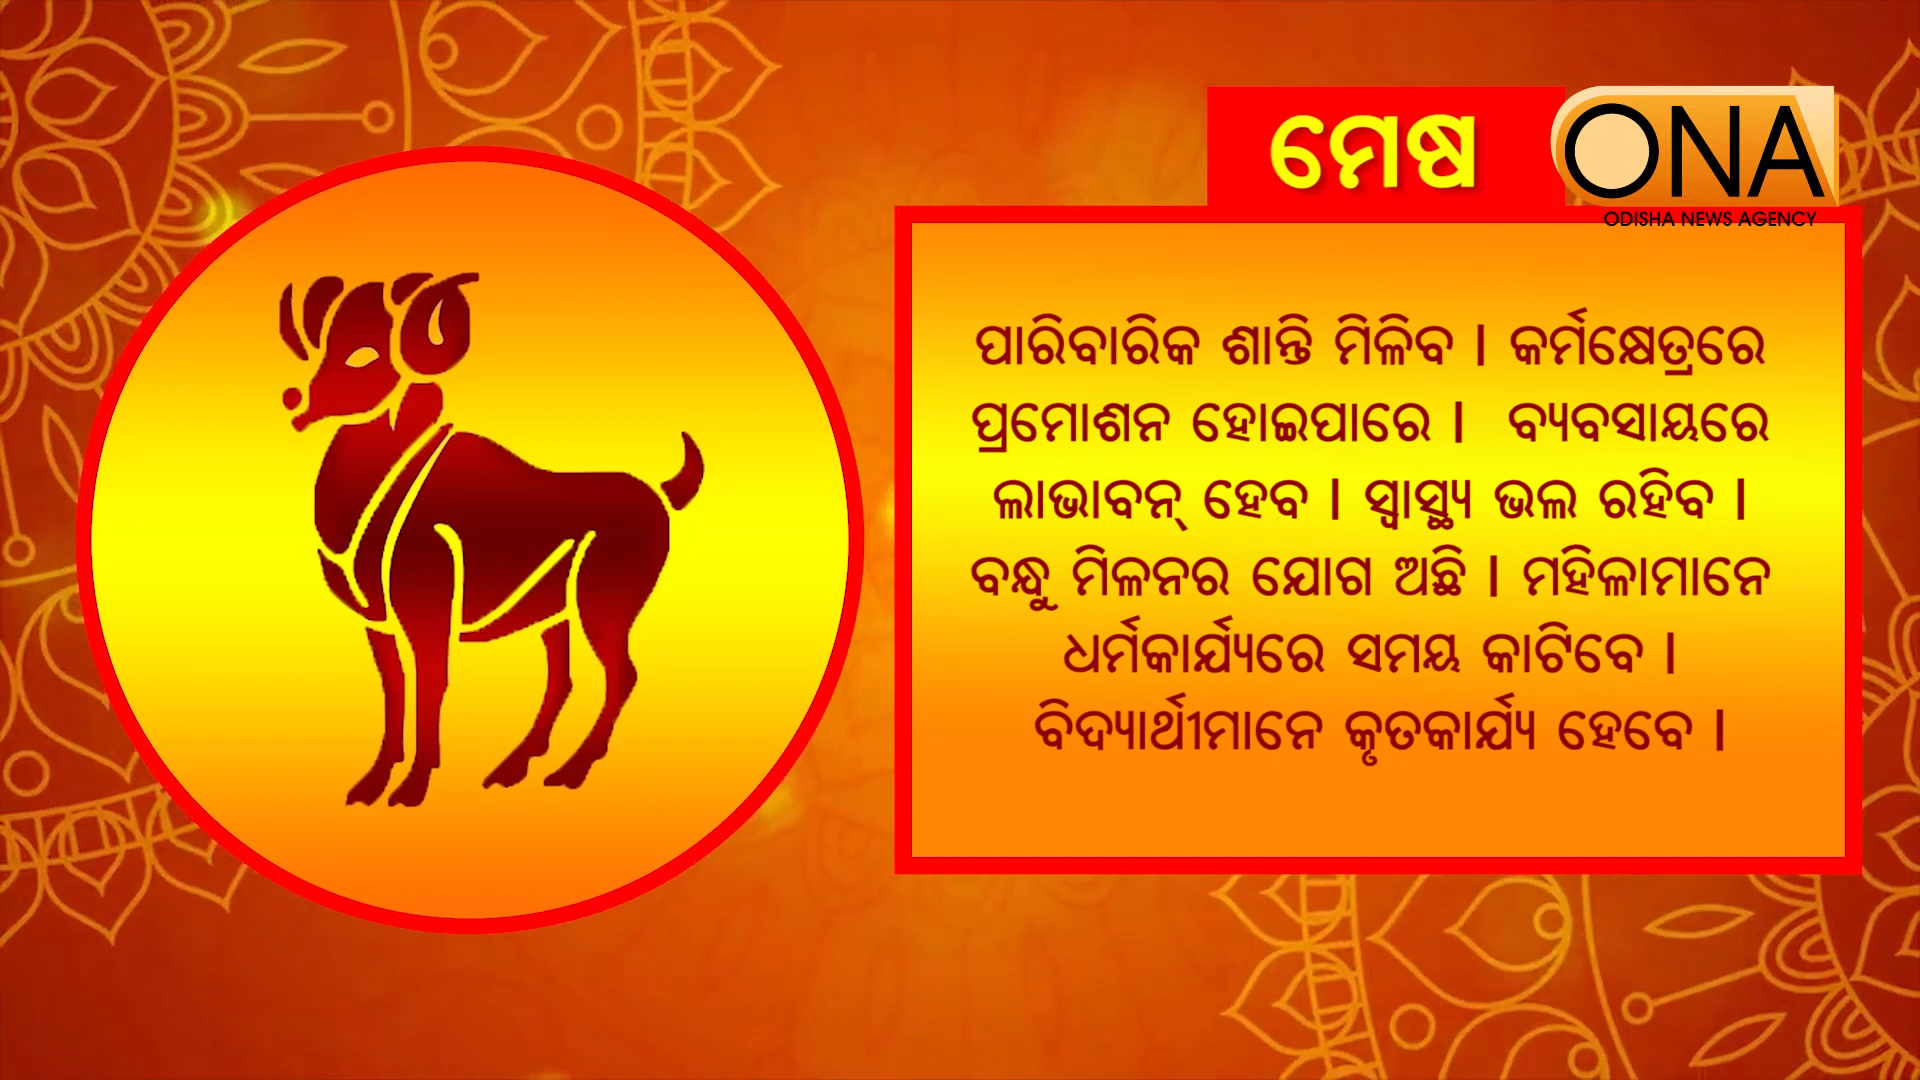 ମେଷ
ONA
ODISHA NEWS AGENCY
ପାରିବାରିକ ଶାନ୍ତି ମିଳିବ । କର୍ମକ୍ଷେତ୍ରରେ
ପ୍ରମୋଶନ ହୋଇପାରେ । ବ୍ୟବସାୟରେ
ଲାଭାବନ୍ ହେବ । ସ୍ୱାସ୍ଥ୍ୟ ଭଲ ରହିବ ।
ବନ୍ଧୁ ମିଳନର ଯୋଗ ଅଛି । ମହିଳାମାନେ
ଧର୍ମକାର୍ଯ୍ୟରେ ସମୟ କାଟିବେ ।
ବିଦ୍ୟାର୍ଥୀମାନେ କୃତକାର୍ଯ୍ୟ ହେବେ ।